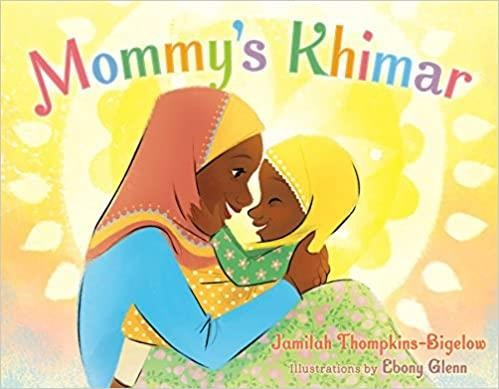 Mommy's Khimar
Jamilah Thompkins-Bigelow
Illustrations by Ebony Glenn